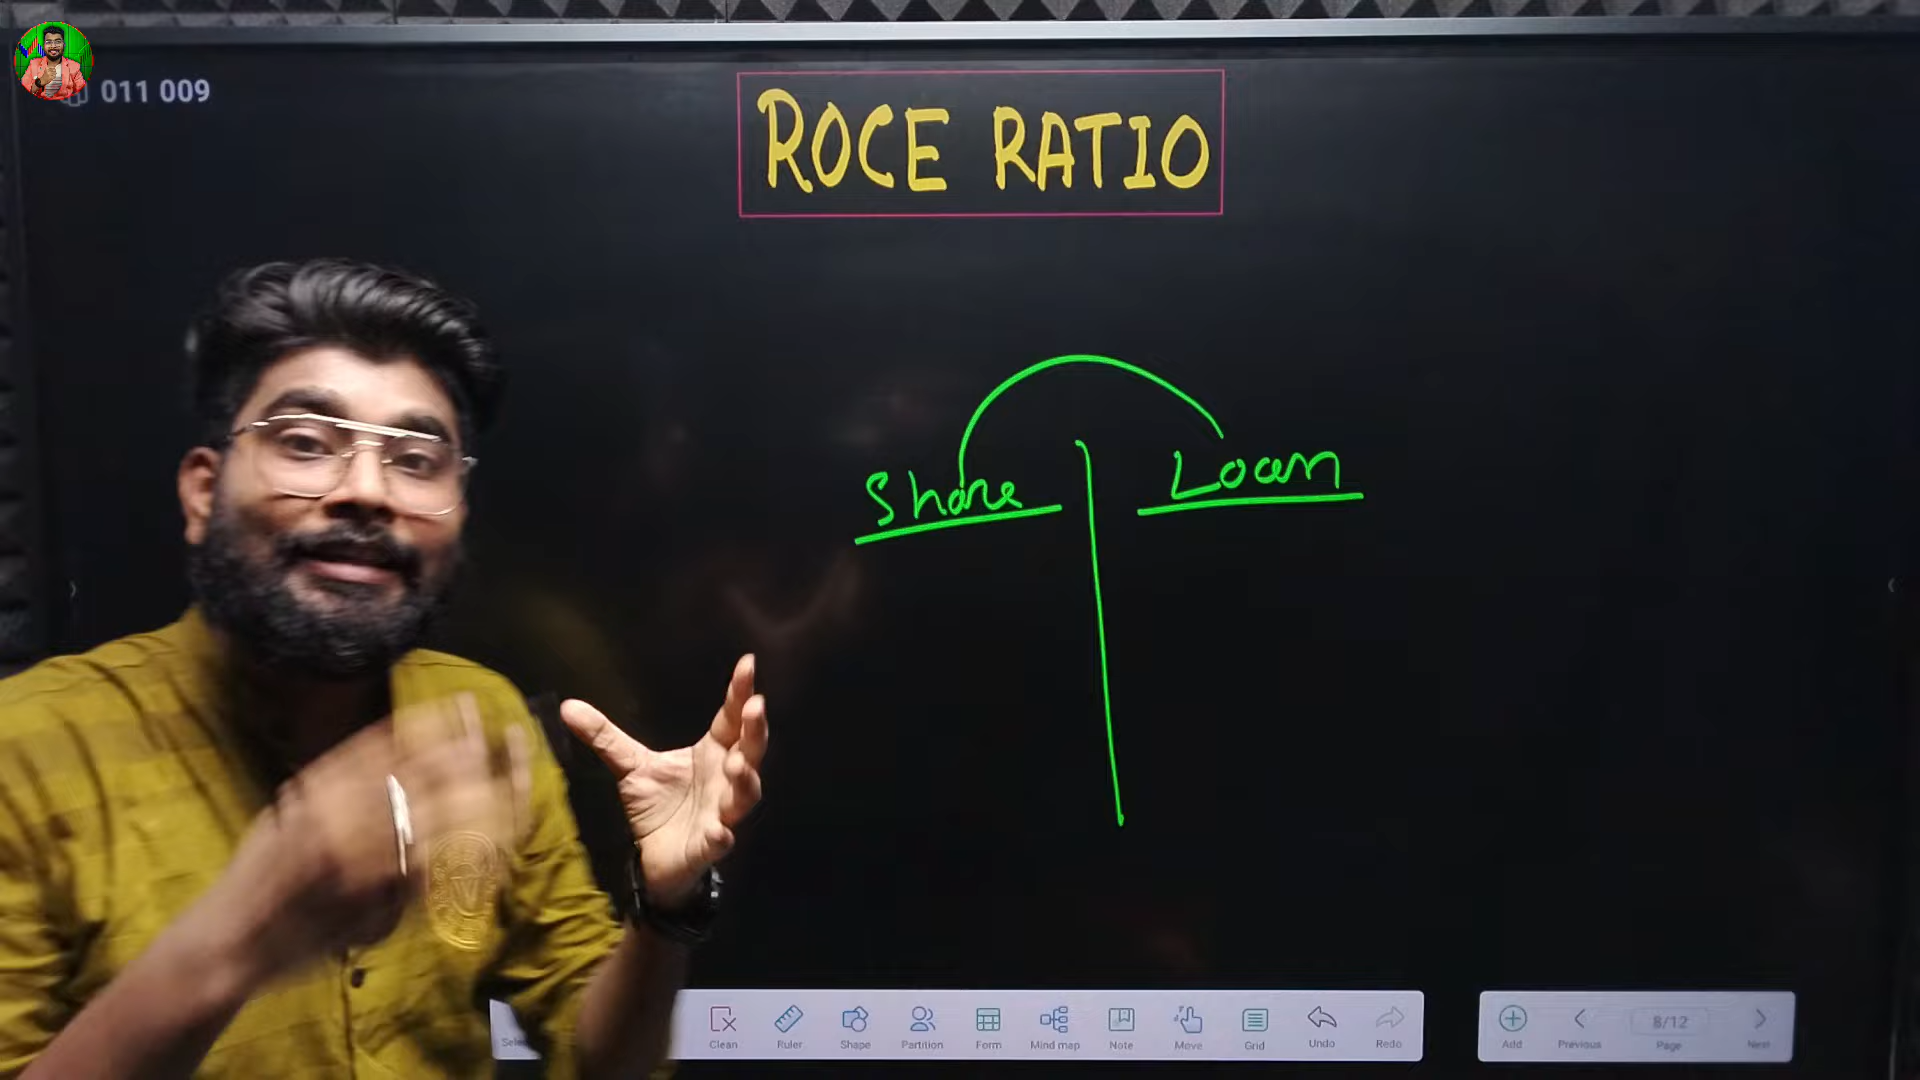 011 009
ROCE RATIO
Share
Loan
Clean
Ruler
Shape
Partition
Form
Mind map
Note
Move
Grid
Undo
Redo
Add
Previous
8/12
Page
Next